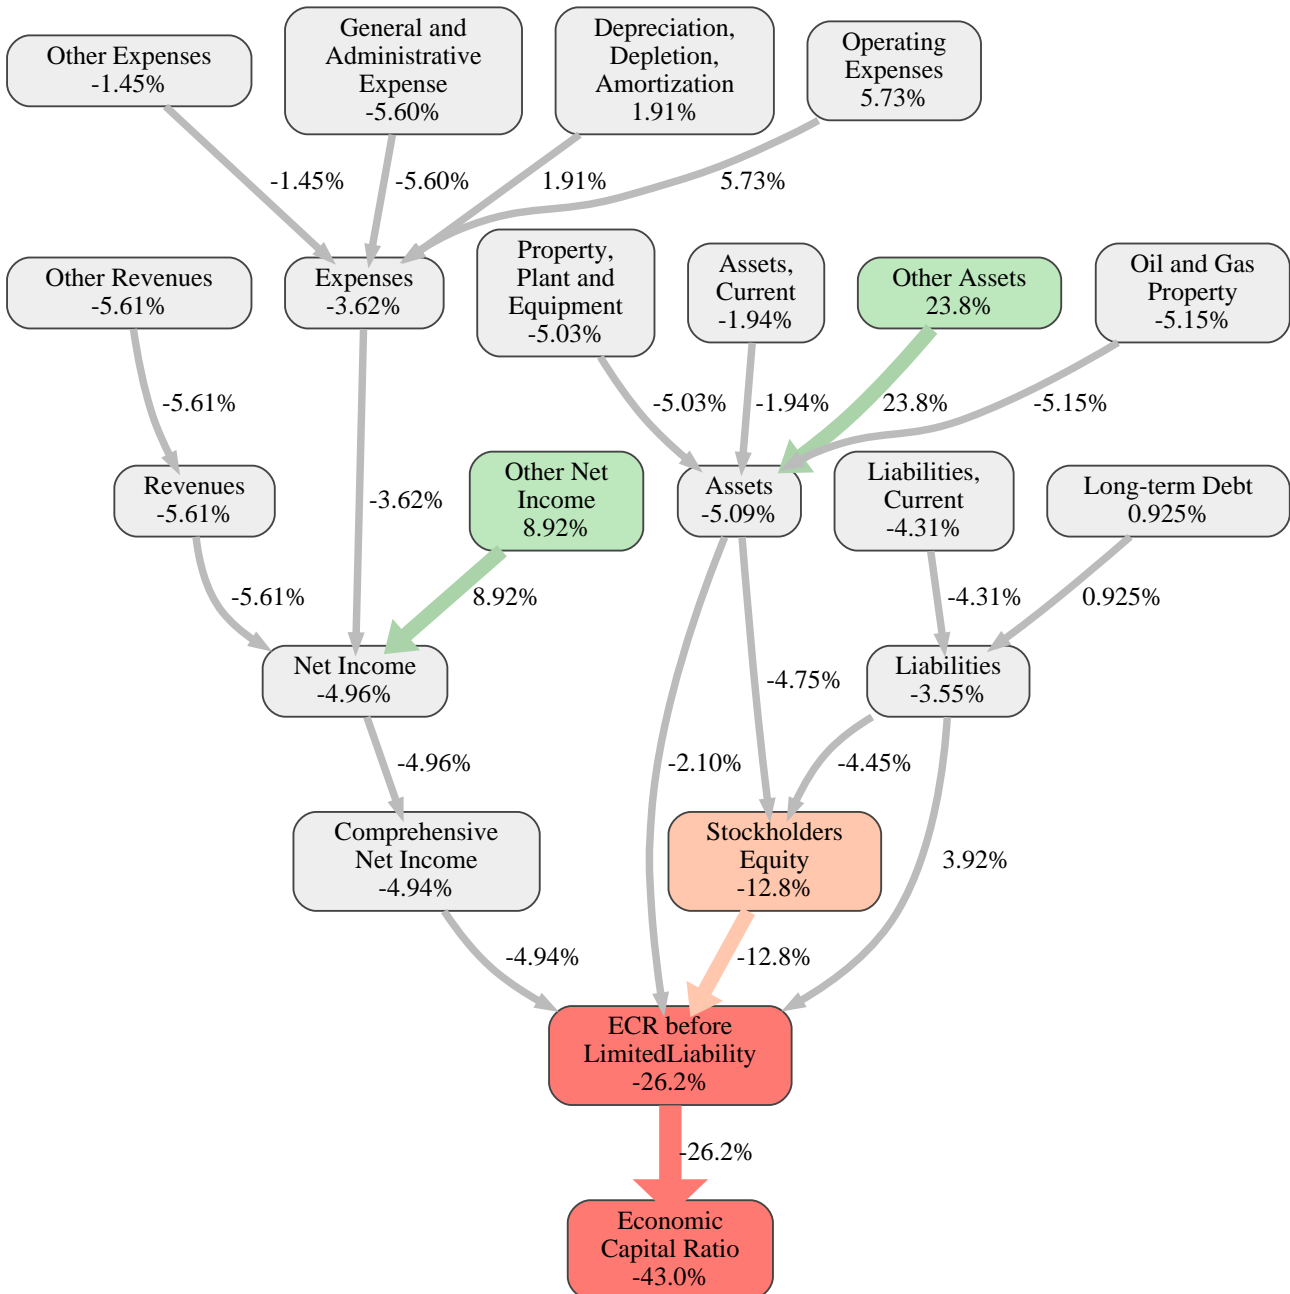 Other Expenses
-1.45%
General and
Administrative
Expense
-5.60%
Depreciation,
Depletion,
Amortization
1.91%
Operating
Expenses
5.73%
-1.45%
-5.60%
1.91%
5.73%
Other Revenues
-5.61%
Expenses
-3.62%
Property,
Plant and
Equipment
-5.03%
Assets,
Current
-1.94%
Other Assets
23.8%
Oil and Gas
Property
-5.15%
-5.61%
-5.03%
-1.94%
23.8%
-5.15%
Revenues
-5.61%
-3.62%
Other Net
Income
8.92%
Assets
-5.09%
Liabilities,
Current
-4.31%
Long-term Debt
0.925%
-5.61%
8.92%
-4.31%
0.925%
Net Income
-4.96%
-4.75%
Liabilities
-3.55%
-4.96%
-2.10%
-4.45%
Comprehensive
Net Income
-4.94%
Stockholders
Equity
-12.8%
3.92%
-4.94%
-12.8%
ECR before
LimitedLiability
-26.2%
-26.2%
Economic
Capital Ratio
-43.0%